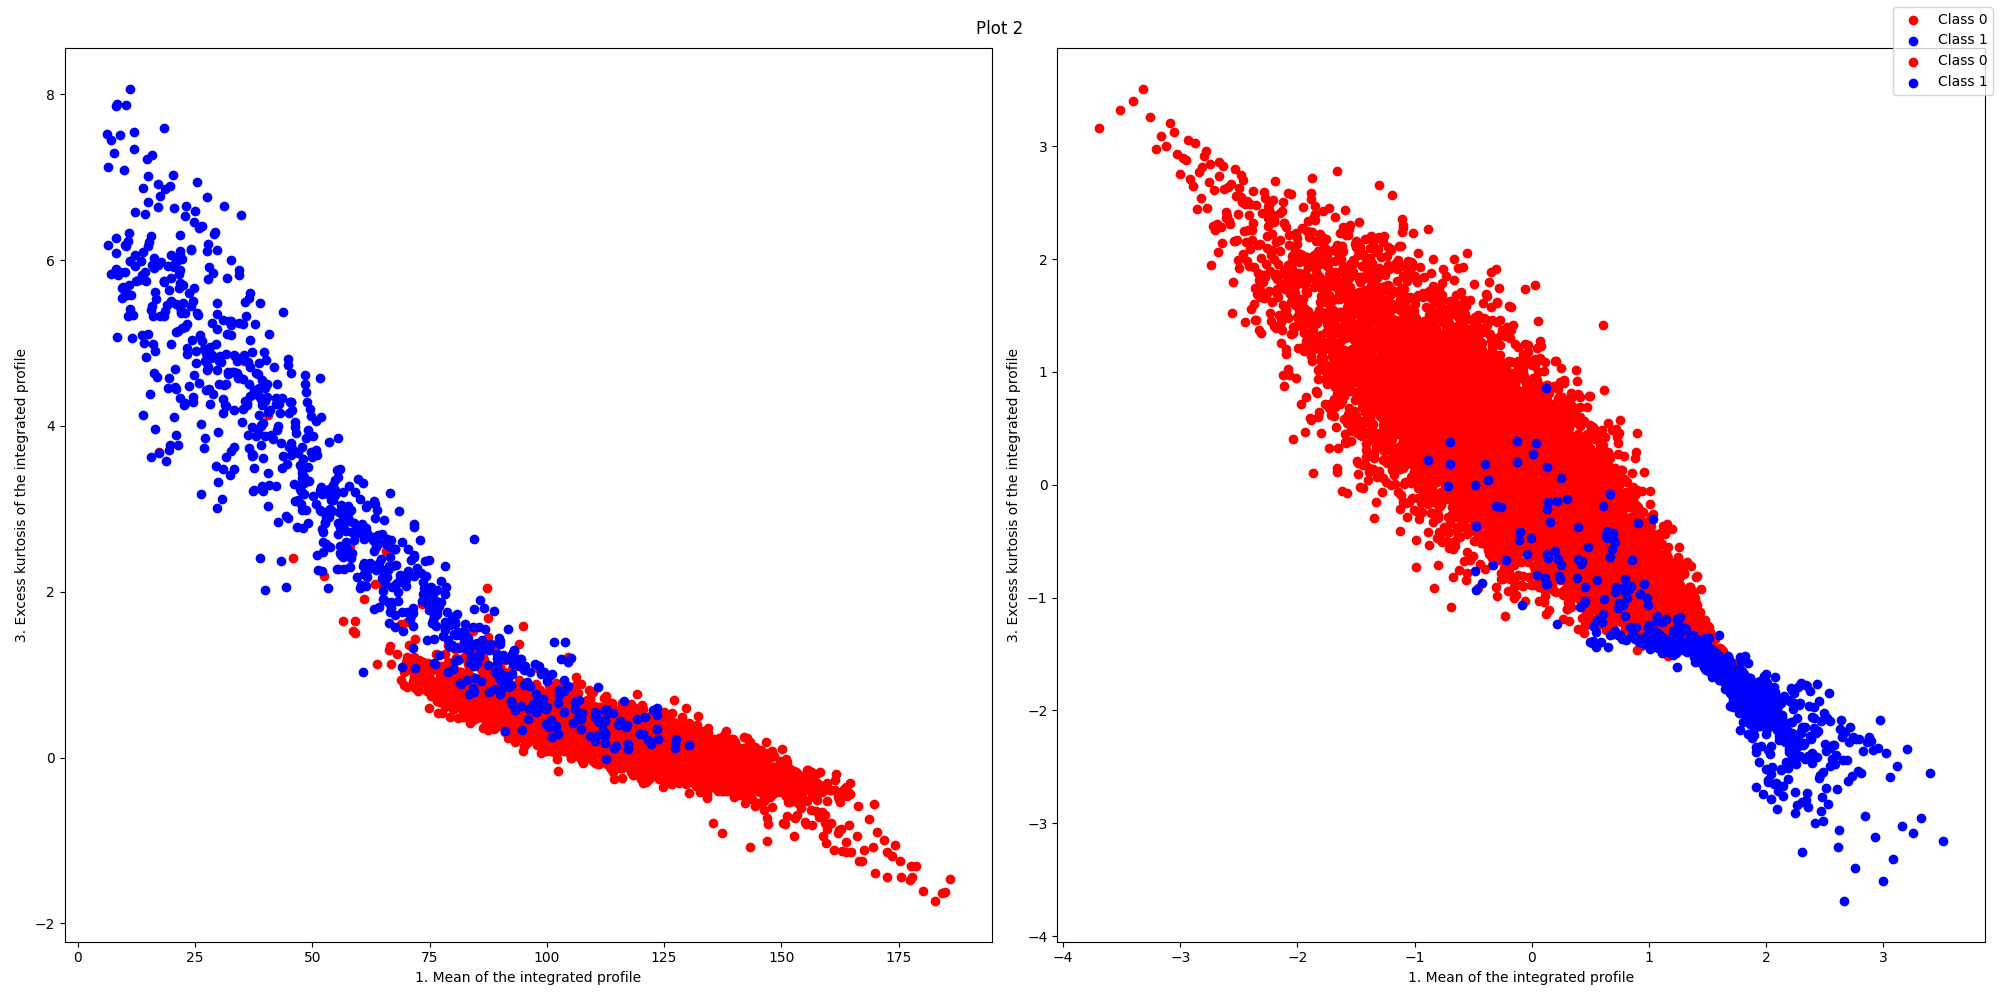 Plot 2
Class 0
Class 1
Class 0
Class 1
3. Excess kurtosis of the integrated profile
8
6
4
2
0
−2
0 25 50 75 100 125 150 175
1. Mean of the integrated profile
3. Excess kurtosis of the integrated profile
3
2
1
0
−1
−2
−3
−4
−4 −3 −2 −1 0 1 2 3
1. Mean of the integrated profile